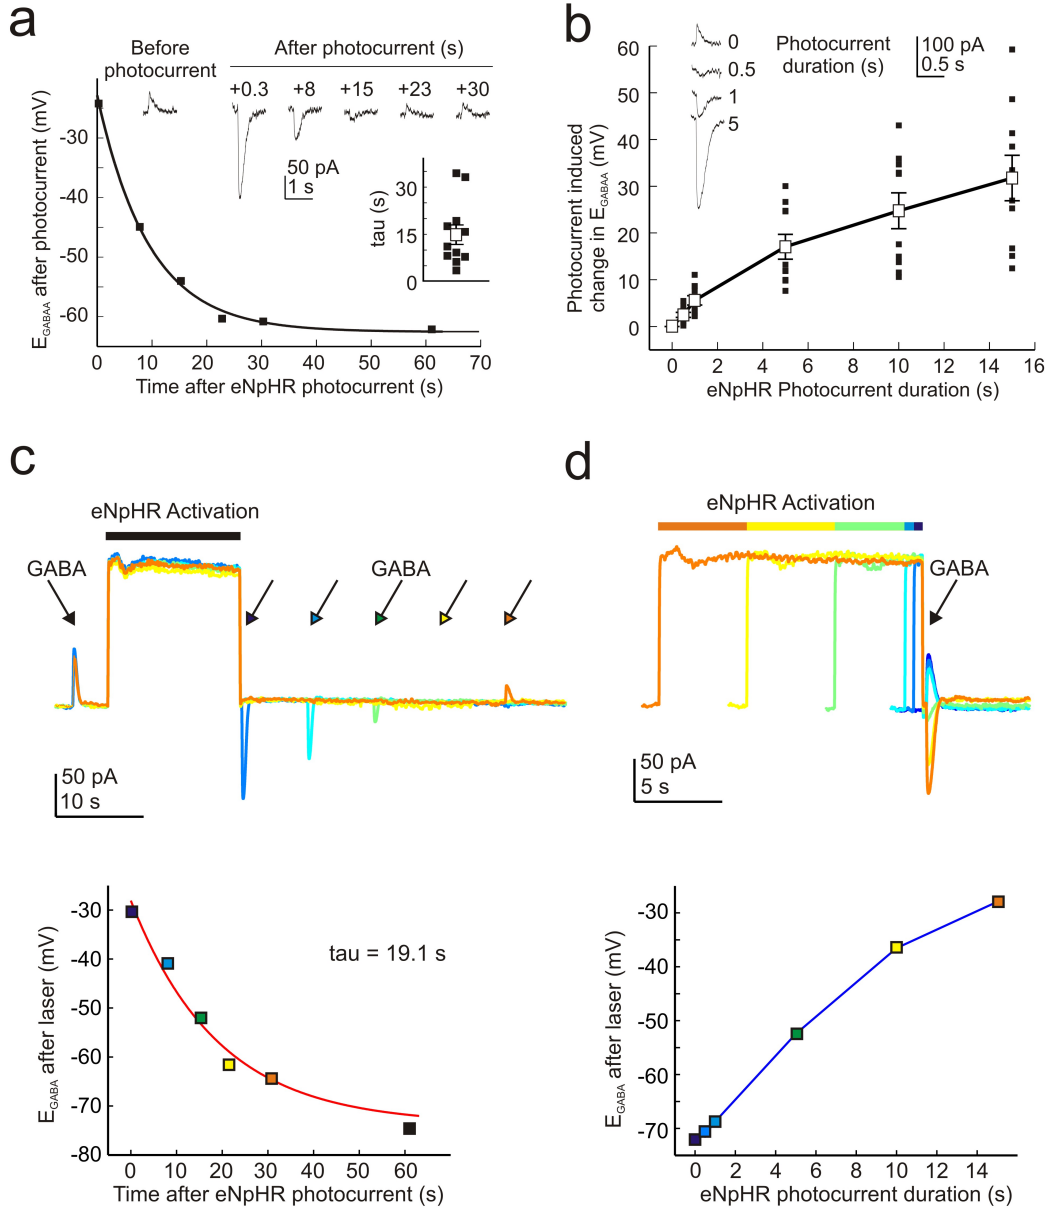 a
Before
photocurrent
After photocurrent (s)
+0.3 +8 +15 +23 +30
50 pA
1 s
E GABAA after photocurrent (mV)
-30
-40
-50
-60
0 10 20 30 40 50 60 70
Time after eNpHR photocurrent (s)
tau (s)
30
15
0
b
Photocurrent
duration (s)
0
0.5
1
5
100 pA
0.5 s
Photocurrent induced
change in E GABAA (mV)
60
50
40
30
20
10
0
0 2 4 6 8 10 12 14 16
eNpHR Photocurrent duration (s)
c
eNpHR Activation
GABA
GABA
50 pA
10 s
E GABA after laser (mV)
-30
-40
-50
-60
-70
-80
tau = 19.1 s
0 10 20 30 40 50 60
Time after eNpHR photocurrent (s)
d
eNpHR Activation
GABA
50 pA
5 s
E GABA after laser (mV)
-30
-40
-50
-60
-70
0 2 4 6 8 10 12 14
eNpHR photocurrent duration (s)